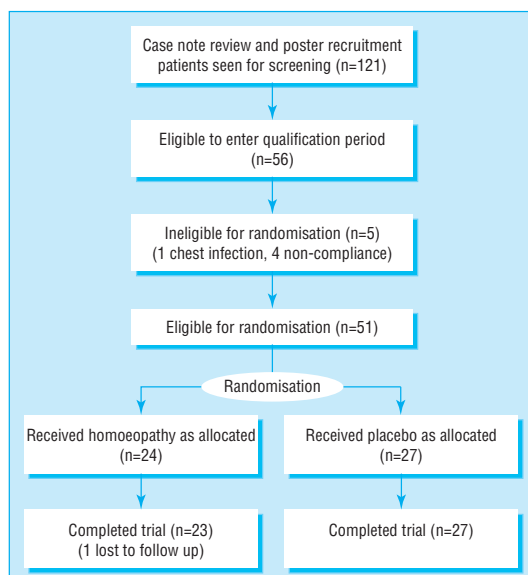 Case note review and poster recruitment
patients seen for screening (n=121)
Eligible to enter qualification period
(n=56)
Ineligible for randomisation (n=5)
(1 chest infection, 4 non-compliance)
Eligible for randomisation (n=51)
Randomisation
Received homoeopathy as allocated
(n=24)
Received placebo as allocated
(n=27)
Completed trial (n=23)
(1 lost to follow up)
Completed trial (n=27)